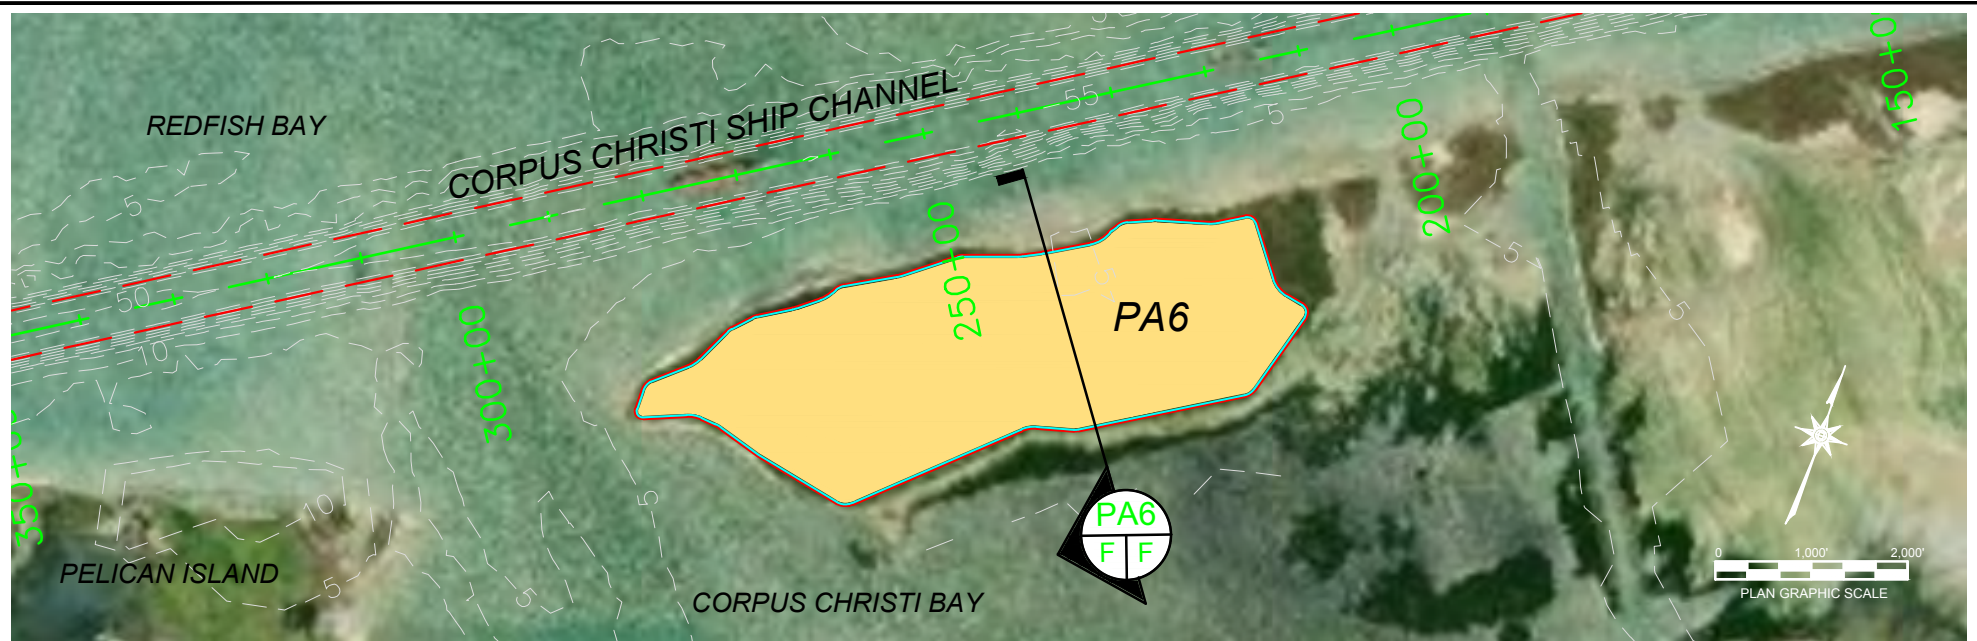 REDFISH BAY
CORPUS CHRISTI SHIP CHANNEL
55
5
5
150+0
200+00
250+00
300+00
350+0
50
10
5
5
PA6
5
10
5
5
PELICAN ISLAND
CORPUS CHRISTI BAY
PA6
F F
0 1,000' 2,000'
PLAN GRAPHIC SCALE